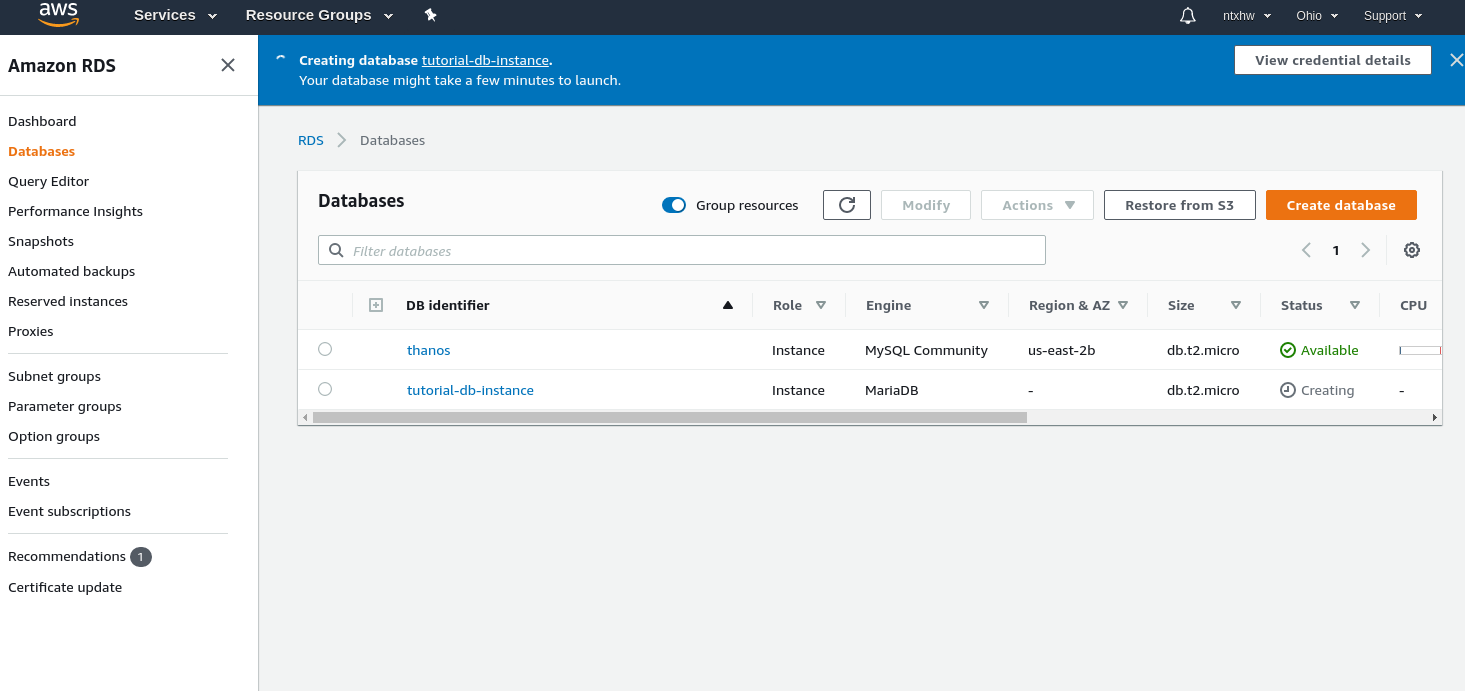 aws Services Resource Groups ntxhw Ohio Support
Amazon RDS
Dashboard
Databases
Query Editor
Performance Insights
Snapshots
Automated backups
Reserved instances
Proxies
Subnet groups
Parameter groups
Option groups
Events
Event subscriptions
Recommendations 1
Certificate update
Creating database tutorial-db-instance.
Your database might take a few minutes to launch.
View credential details
RDS Databases
Databases
Group resources Modify Actions Restore from S3 Create database
Filter databases
1
DB identifier Role Engine Region & AZ Size Status CPU
thanos Instance MySQL Community us-east-2b db.t2.micro Available
tutorial-db-instance Instance MariaDB - db.t2.micro Creating -